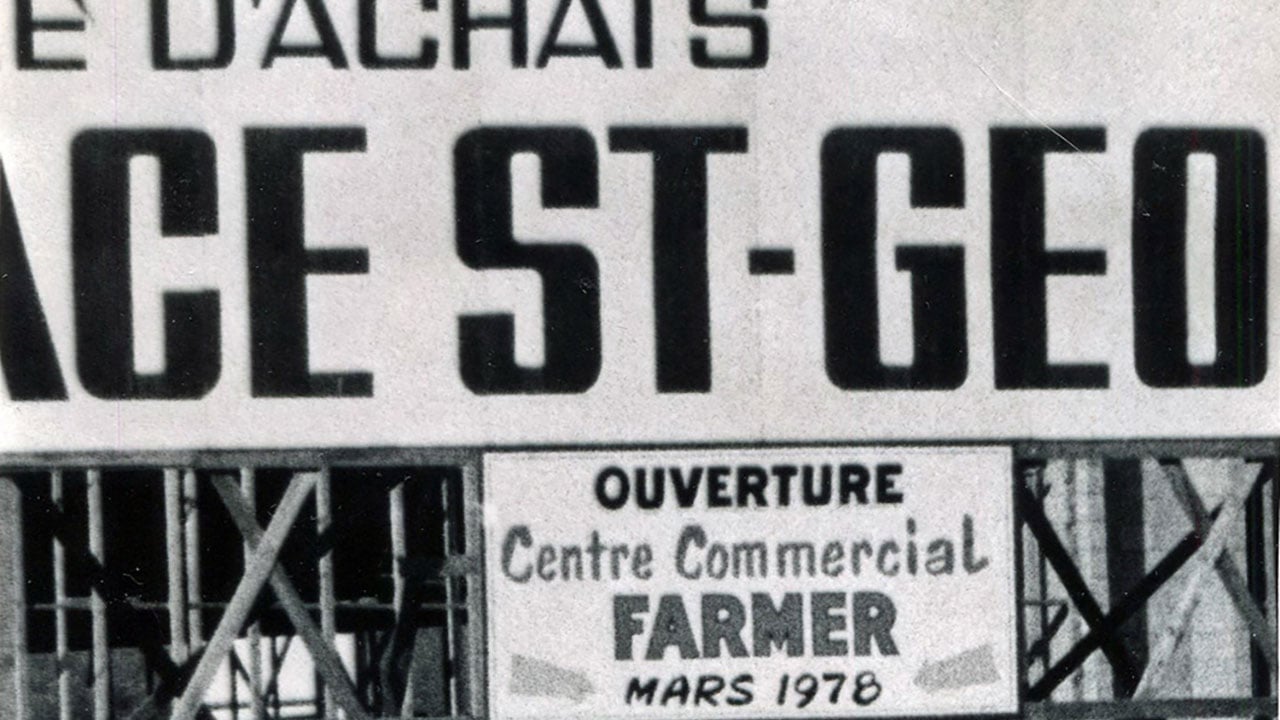 E D'ACHATS
ACE ST-GEO
OUVERTURE
Centre Commercial
FARMER
MARS 1978